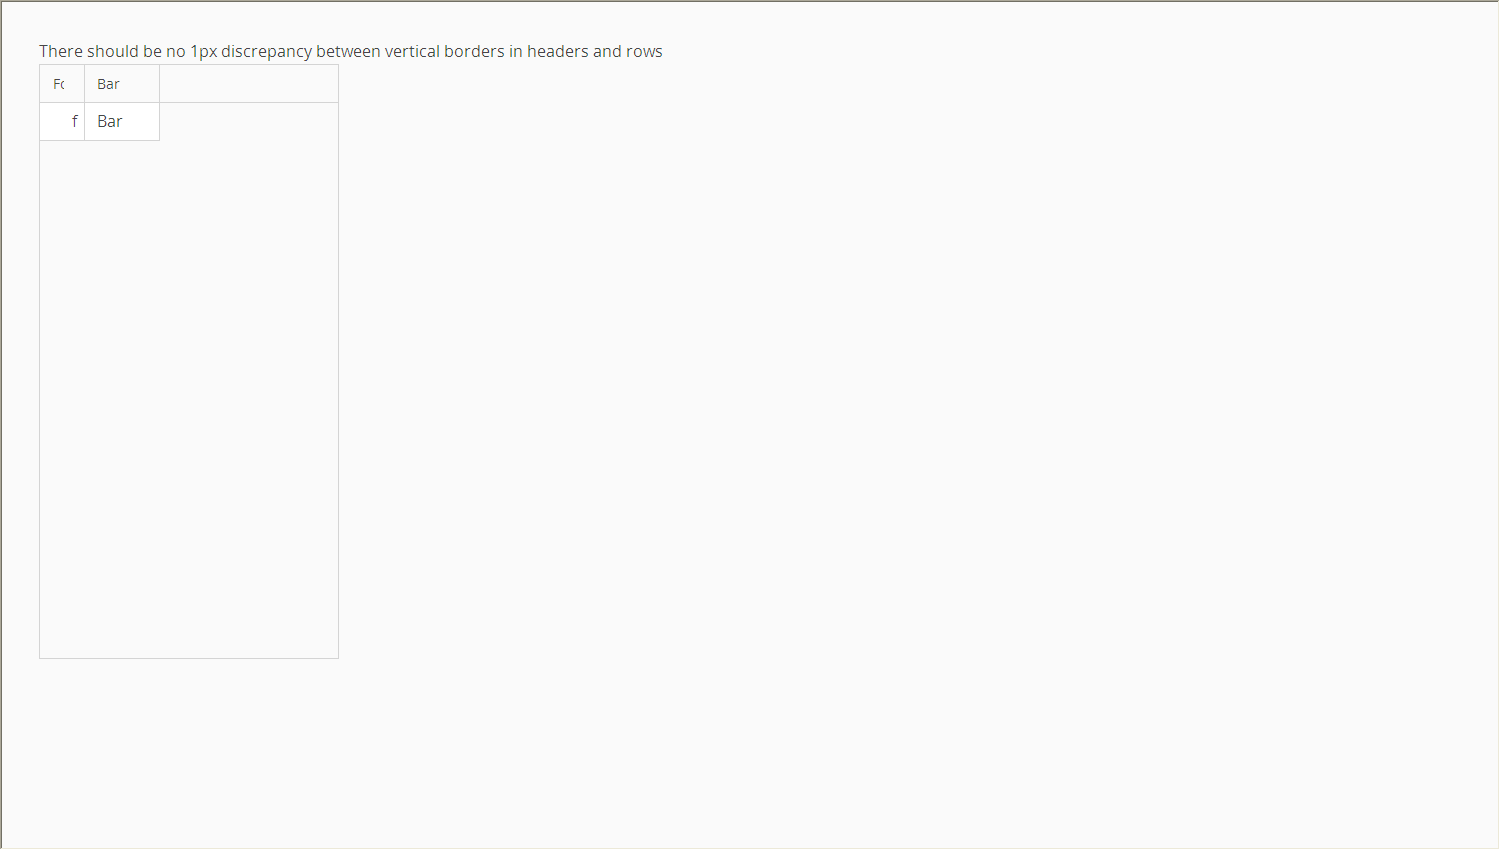 There should be no 1px discrepancy between vertical borders in headers and rows
Fo Bar
f Bar